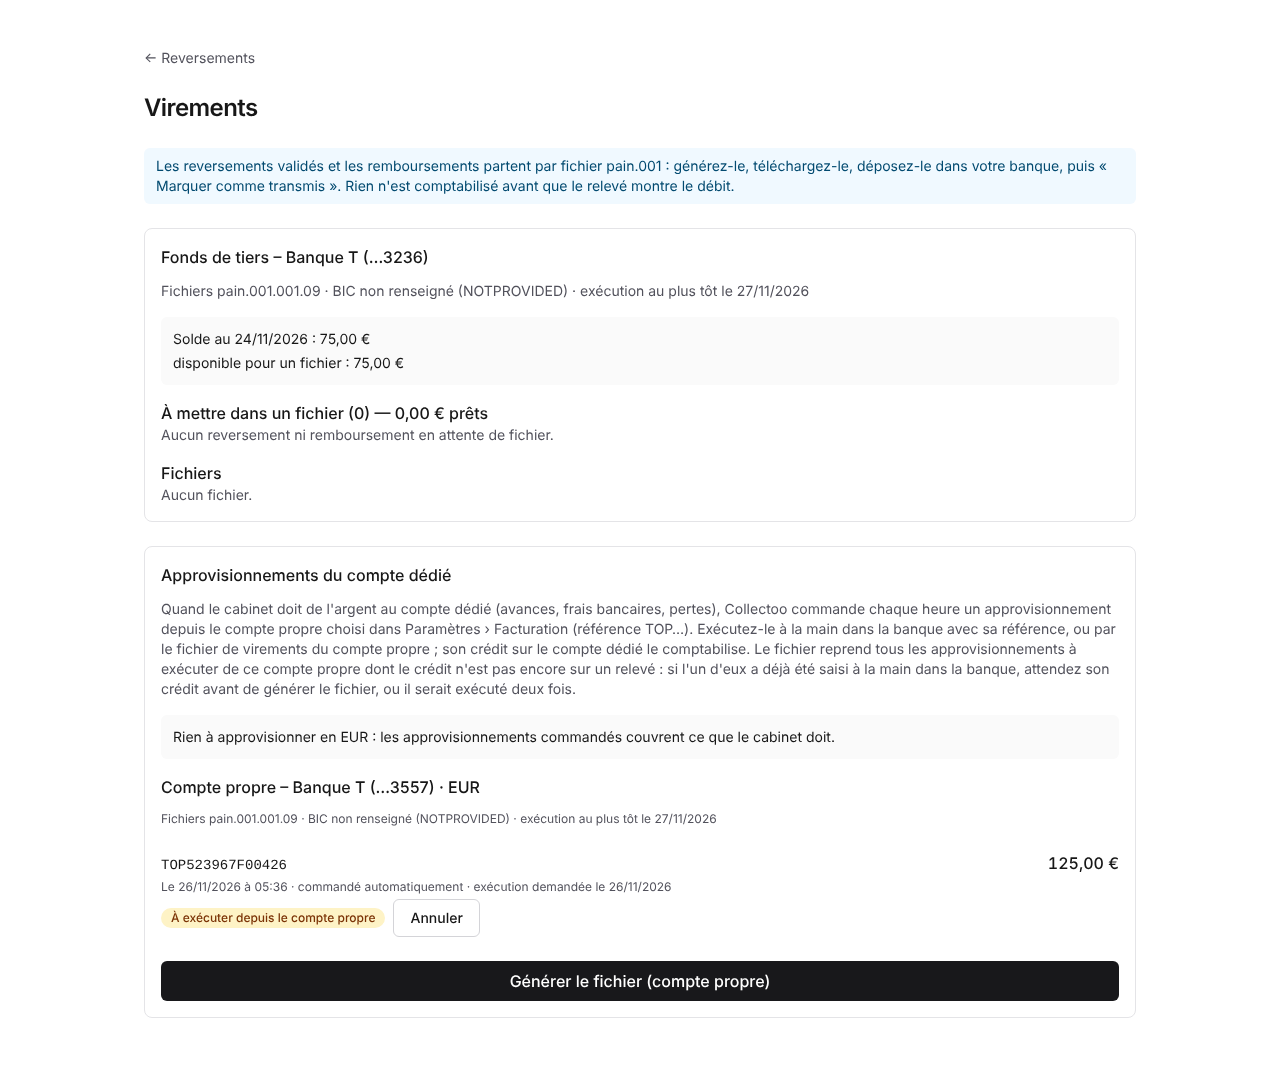 ← Reversements
Virements
Les reversements validés et les remboursements partent par fichier pain.001 : générez-le, téléchargez-le, déposez-le dans votre banque, puis «
Marquer comme transmis ». Rien n'est comptabilisé avant que le relevé montre le débit.
Fonds de tiers – Banque T (…3236)
Fichiers pain.001.001.09 · BIC non renseigné (NOTPROVIDED) · exécution au plus tôt le 27/11/2026
Solde au 24/11/2026 : 75,00 €
disponible pour un fichier : 75,00 €
À mettre dans un fichier (0) — 0,00 € prêts
Aucun reversement ni remboursement en attente de fichier.
Fichiers
Aucun fichier.
Approvisionnements du compte dédié
Quand le cabinet doit de l'argent au compte dédié (avances, frais bancaires, pertes), Collectoo commande chaque heure un approvisionnement
depuis le compte propre choisi dans Paramètres › Facturation (référence TOP…). Exécutez-le à la main dans la banque avec sa référence, ou par
le fichier de virements du compte propre ; son crédit sur le compte dédié le comptabilise. Le fichier reprend tous les approvisionnements à
exécuter de ce compte propre dont le crédit n'est pas encore sur un relevé : si l'un d'eux a déjà été saisi à la main dans la banque, attendez son
crédit avant de générer le fichier, ou il serait exécuté deux fois.
Rien à approvisionner en EUR : les approvisionnements commandés couvrent ce que le cabinet doit.
Compte propre – Banque T (…3557) · EUR
Fichiers pain.001.001.09 · BIC non renseigné (NOTPROVIDED) · exécution au plus tôt le 27/11/2026
TOP523967F00426
125,00 €
Le 26/11/2026 à 05:36 · commandé automatiquement · exécution demandée le 26/11/2026
À exécuter depuis le compte propre
Annuler
Générer le fichier (compte propre)